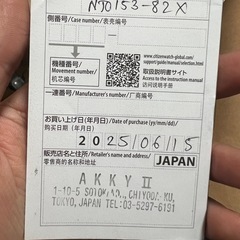 NJ0153-82X
側番号/Case number/表壳编号
www.citizenwatch-global.com/
support/guide/manual/selection.html
機種番号/
Movement number/
机芯编号
取扱説明サイト
Access to the instruction manual
访问说明册
一連番号/Manufacturer's number/厂商编号
お買い上げ日(年月日)/Date of purchase (yy/mm/dd)/
购买日期(年月日)
2025/06/15
販売店名と住所/Retailer's name and address/
零售商的名称和地址
JAPAN
AKKY II
1-10-5 CHIYODA-KU,
TOKYO, JAPAN TEL:03-5297-6191